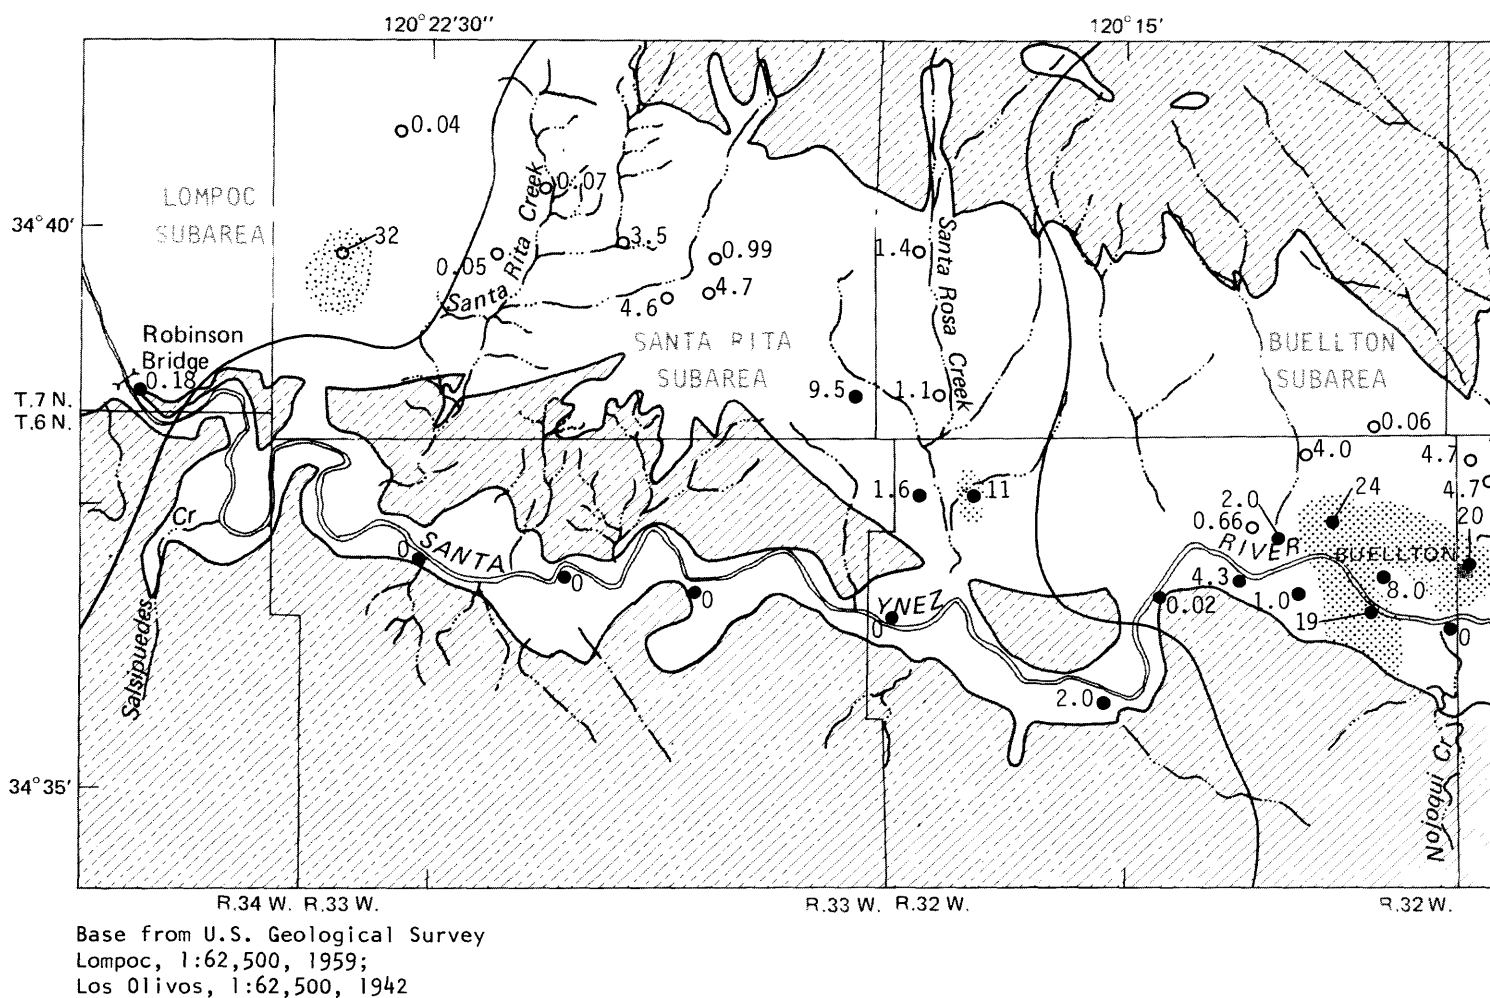 120°22'30"
120°15'
0.04
0.07
LOMPOC
SUBAREA
34°40'
32
Santa Rita Creek
3.5
0.05
0.99
4.7
4.6
1.4
Santa Rosa Creek
Robinson
Bridge
0.18
SANTA RITA
SUBAREA
BUELLTON
SUBAREA
9.5
1.1
T.7 N.
T.6 N.
0.06
4.0
4.7
4.7
1.6
11
2.0
24
20
0.66
Cr
Salsipuedes
SANTA
YNEZ
RIVER
BUELLTON
0
0
0
0
4.3
0.02
1.0
8.0
19
0
2.0
Nojoqui Cr
34°35'
R.34 W. R.33 W.
R.33 W. R.32 W.
R.32 W.
Base from U.S. Geological Survey
Lompoc, 1:62,500, 1959;
Los Olivos, 1:62,500, 1942